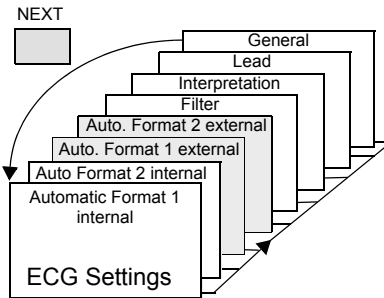 NEXT
General
Lead
Interpretation
Filter
Auto. Format 2 external
Auto. Format 1 external
Auto Format 2 internal
Automatic Format 1
internal
ECG Settings